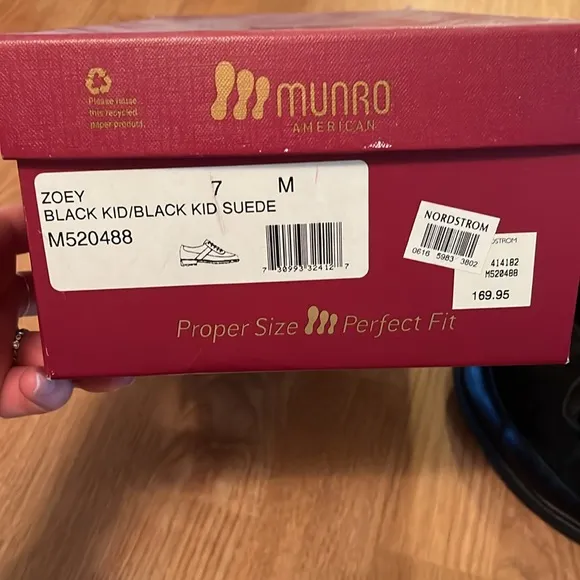 Please reuse
this recycled
paper product.
MUNRO
AMERICAN
ZOEY 7 M
BLACK KID/BLACK KID SUEDE
M520488
7 30993 32412 7
NORDSTROM
0616 5983 3802
414182
M520488
169.95
Proper Size Perfect Fit